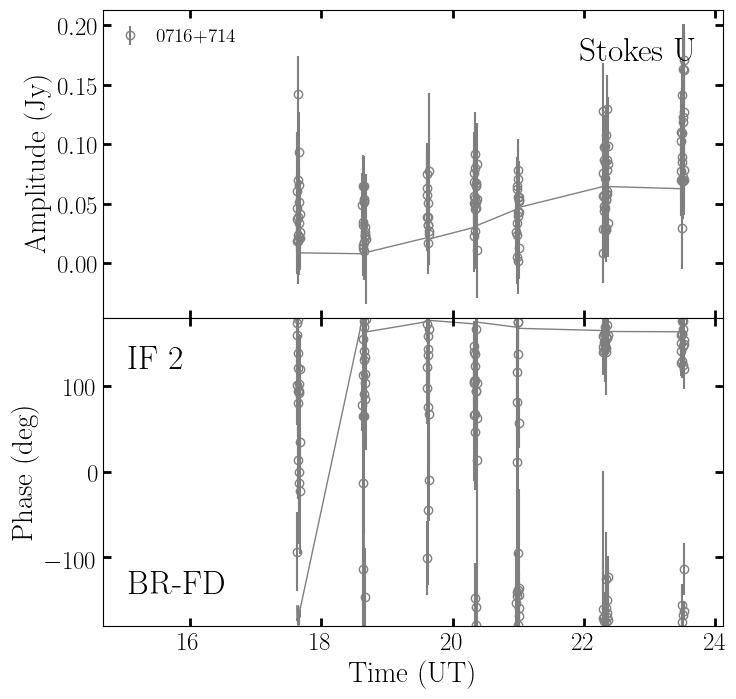 0716+714
Stokes U
0.20
0.15
0.10
0.05
0.00
Amplitude (Jy)
IF 2
100
0
−100
Phase (deg)
BR-FD
16 18 20 22 24
Time (UT)